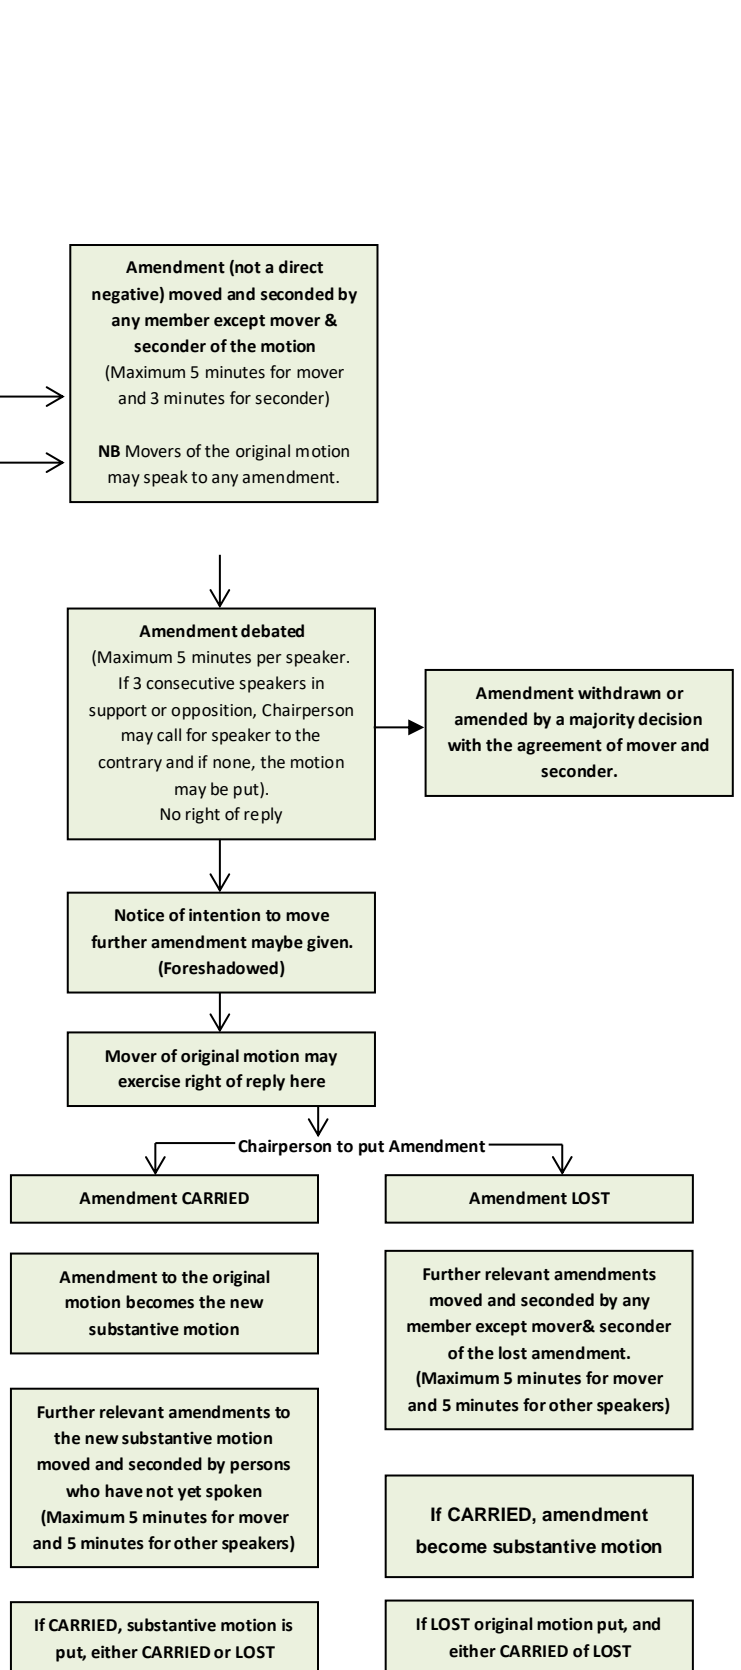 Amendment (not a direct
negative) moved and seconded by
any member except mover &
seconder of the motion
(Maximum 5 minutes for mover
and 3 minutes for seconder)
NB Movers of the original motion
may speak to any amendment.
Amendment debated
(Maximum 5 minutes per speaker.
If 3 consecutive speakers in
support or opposition, Chairperson
may call for speaker to the
contrary and if none, the motion
may be put).
No right of reply
Amendment withdrawn or
amended by a majority decision
with the agreement of mover and
seconder.
Notice of intention to move
further amendment maybe given.
(Foreshadowed)
Mover of original motion may
exercise right of reply here
Chairperson to put Amendment
Amendment CARRIED
Amendment to the original
motion becomes the new
substantive motion
Further relevant amendments to
the new substantive motion
moved and seconded by persons
who have not yet spoken
(Maximum 5 minutes for mover
and 5 minutes for other speakers)
If CARRIED, substantive motion is
put, either CARRIED or LOST
Amendment LOST
Further relevant amendments
moved and seconded by any
member except mover& seconder
of the lost amendment.
(Maximum 5 minutes for mover
and 5 minutes for other speakers)
If CARRIED, amendment
become substantive motion
If LOST original motion put, and
either CARRIED of LOST